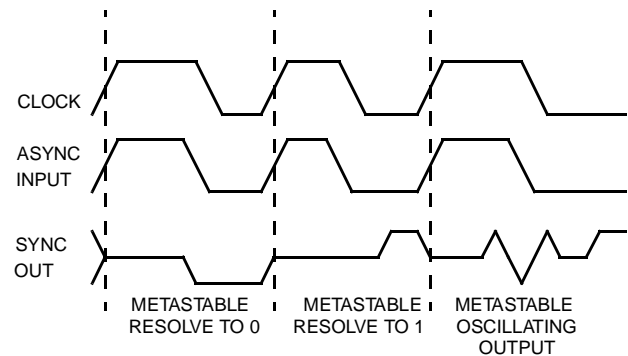 CLOCK
ASYNC
INPUT
SYNC
OUT
METASTABLE
RESOLVE TO 0
METASTABLE
RESOLVE TO 1
METASTABLE
OSCILLATING
OUTPUT